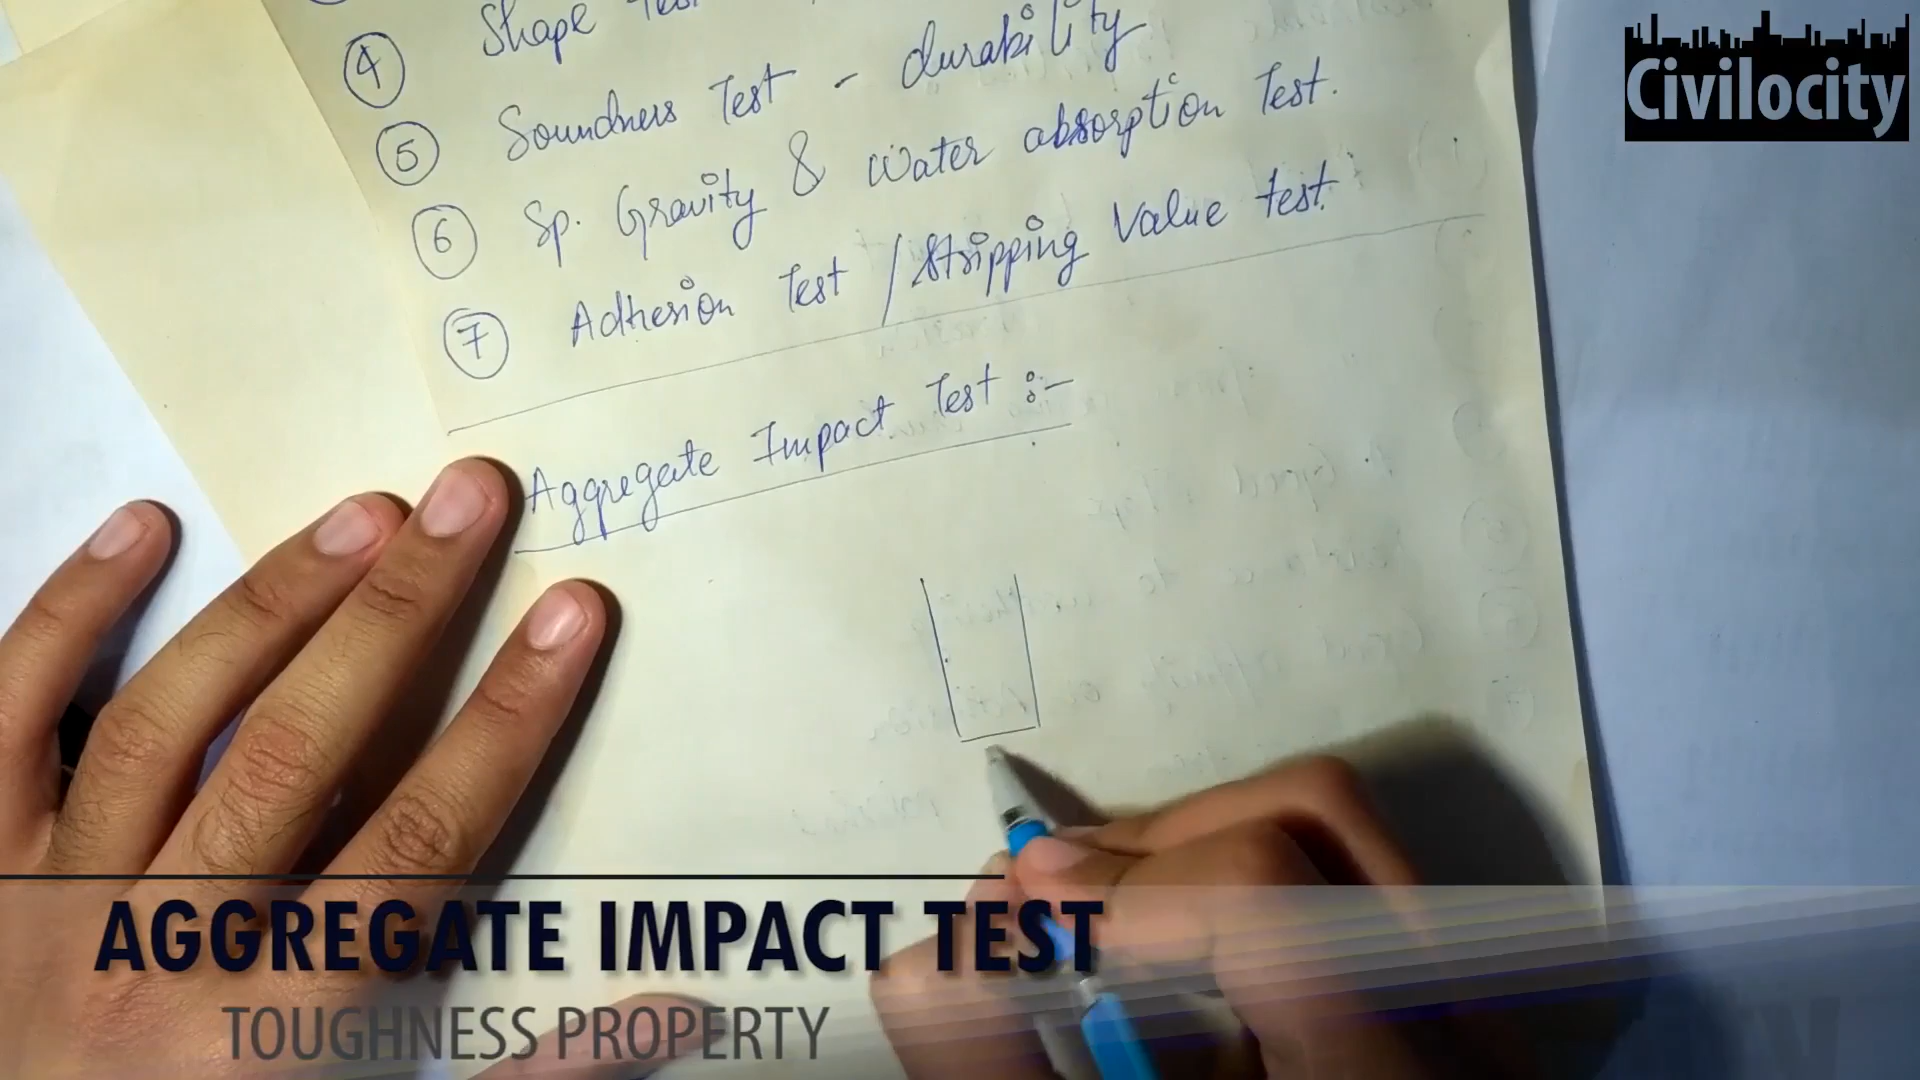 Civilocity
④ Shape Test
⑤ Soundness Test - durability
⑥ Sp. Gravity & Water absorption Test.
⑦ Adhesion Test / Stripping Value test.
Aggregate Impact Test :-
AGGREGATE IMPACT TEST
TOUGHNESS PROPERTY